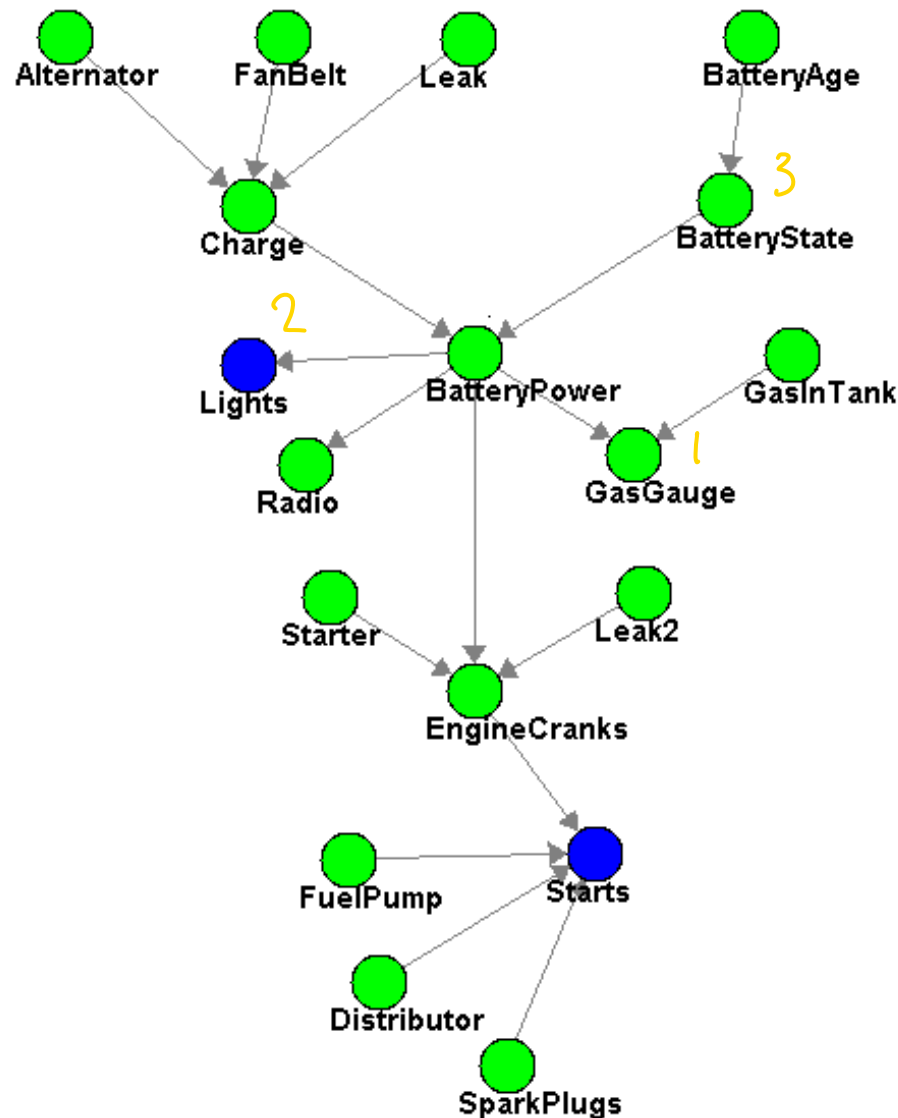 Alternator
FanBelt
Leak
BatteryAge
3
Charge
BatteryState
2
Lights
BatteryPower
GasInTank
1
Radio
GasGauge
Starter
Leak2
EngineCranks
FuelPump
Starts
Distributor
SparkPlugs